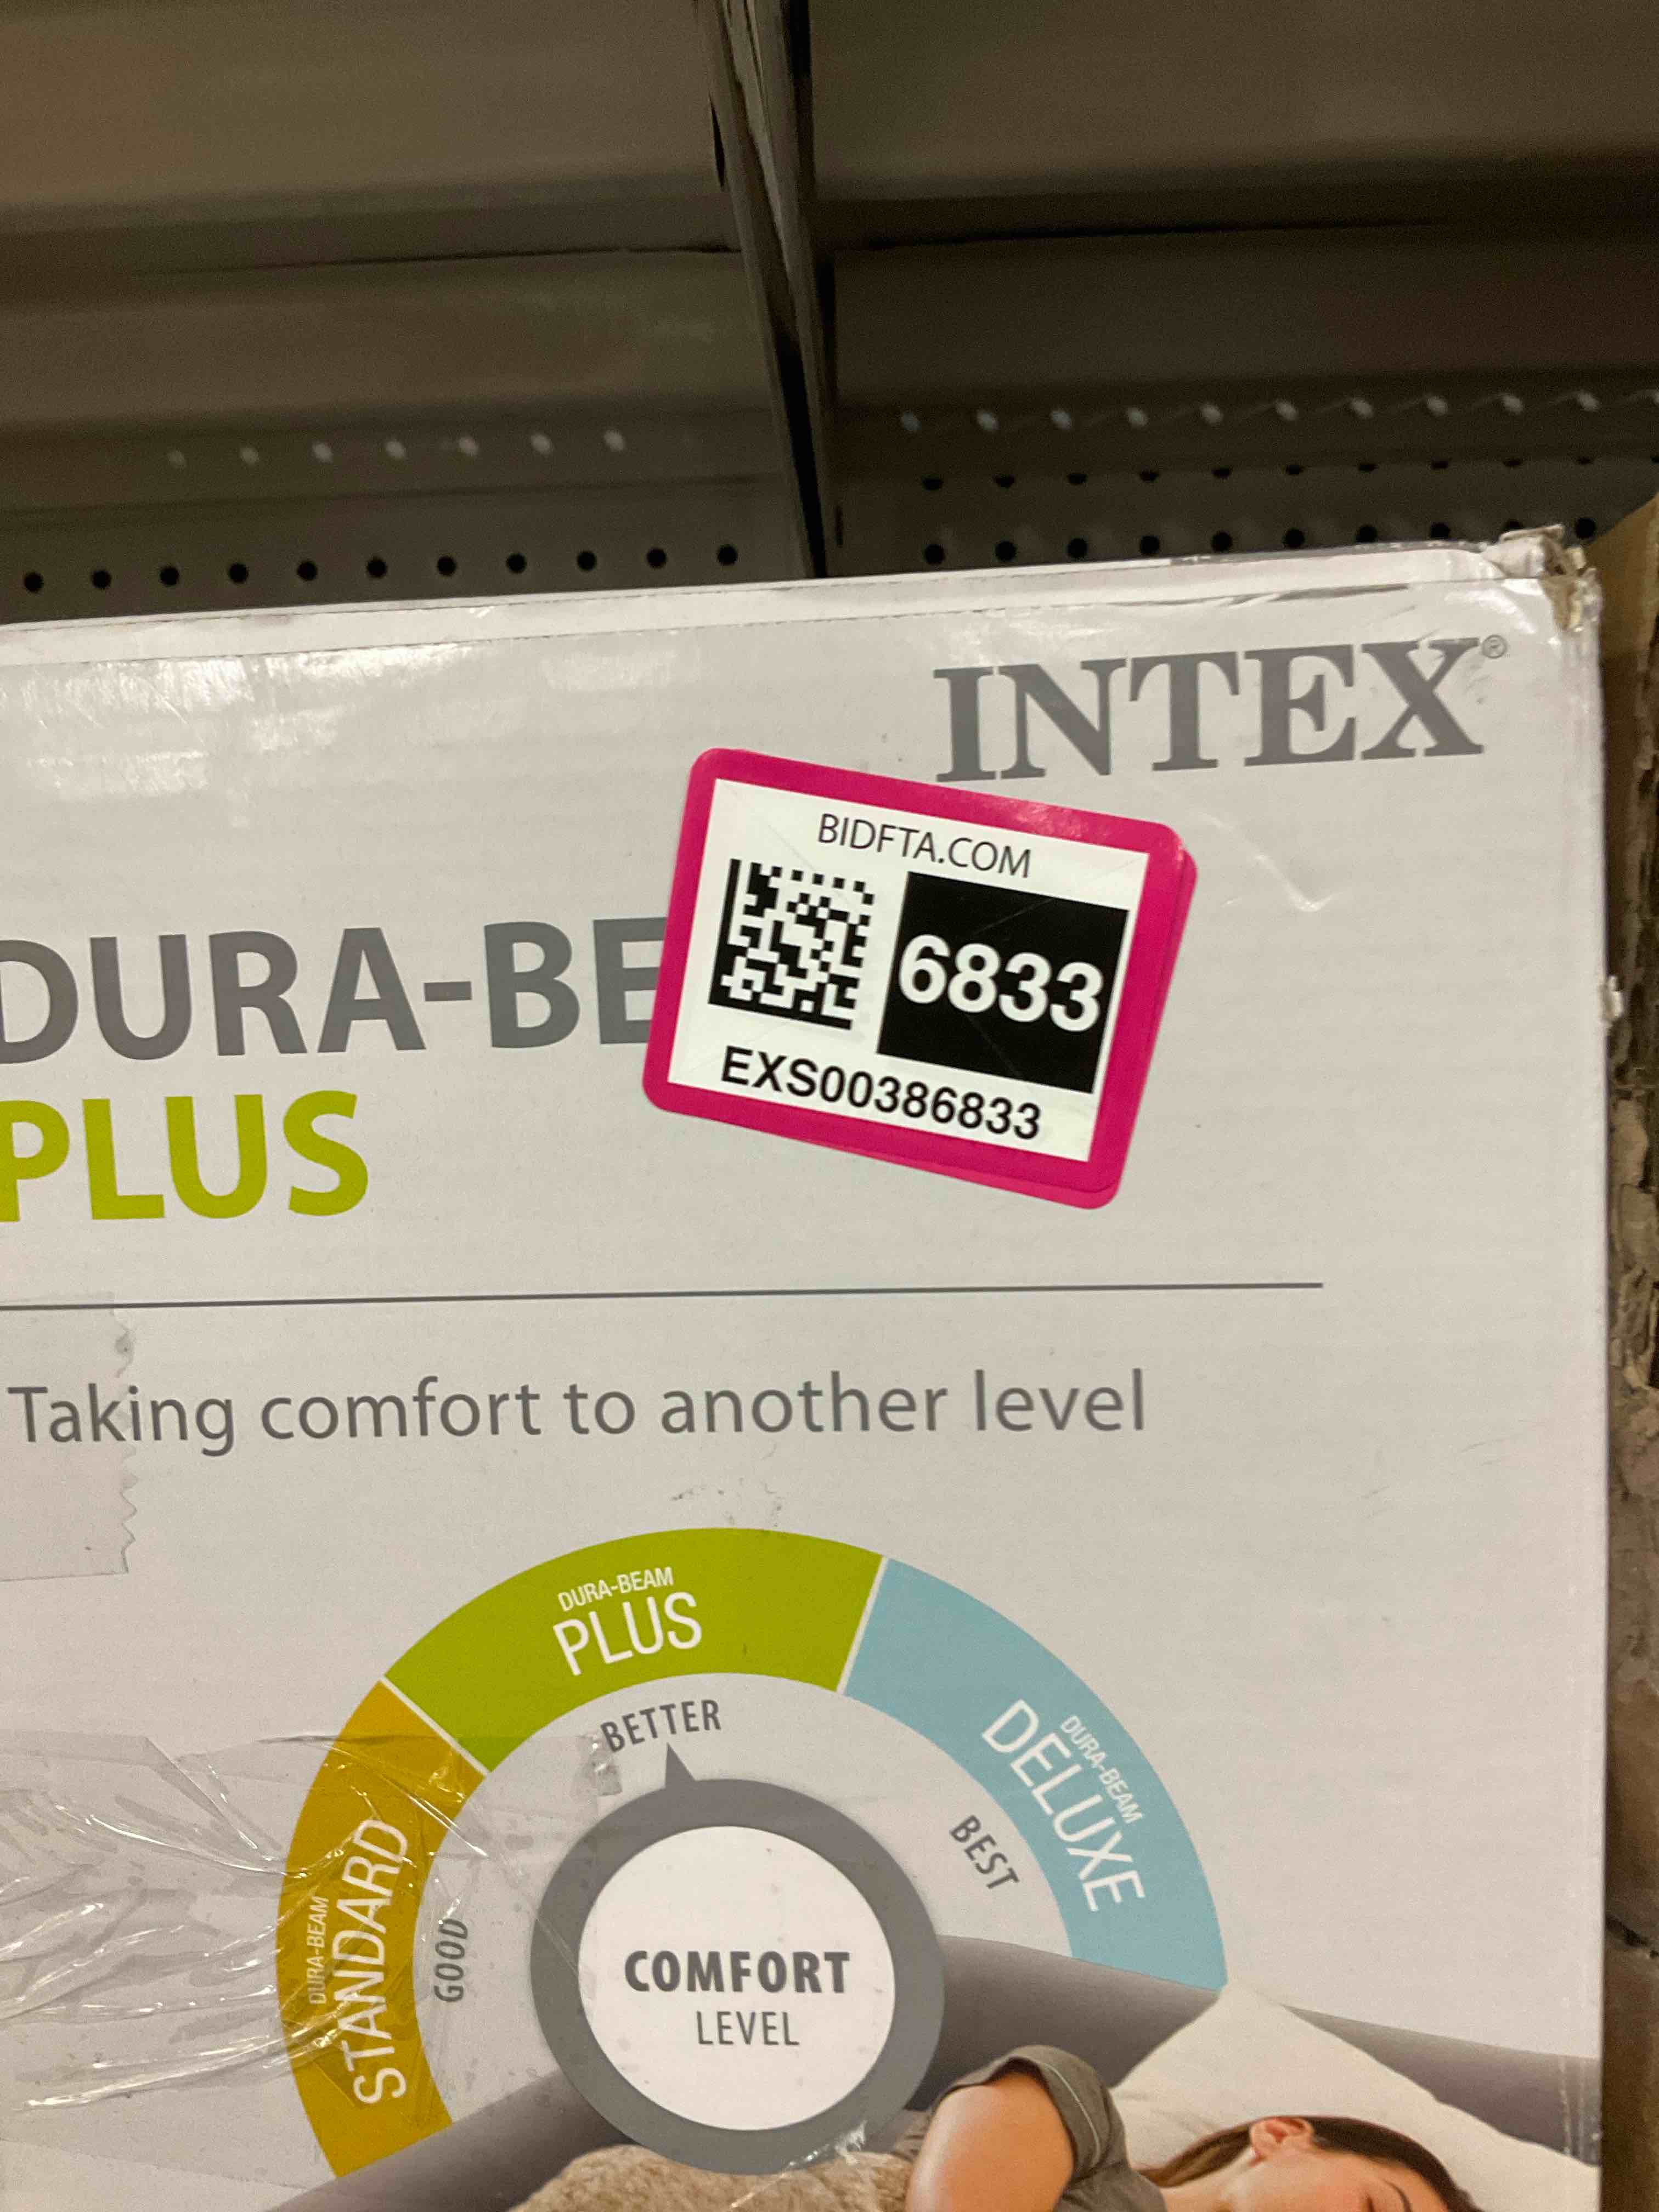 INTEX®
BIDFTA.COM
6833
EXS00386833
DURA-BE
PLUS
Taking comfort to another level
DURA-BEAM
PLUS
BETTER
DURA-BEAM
DELUXE
BEST
DURA-BEAM
STANDARD
GOOD
COMFORT
LEVEL